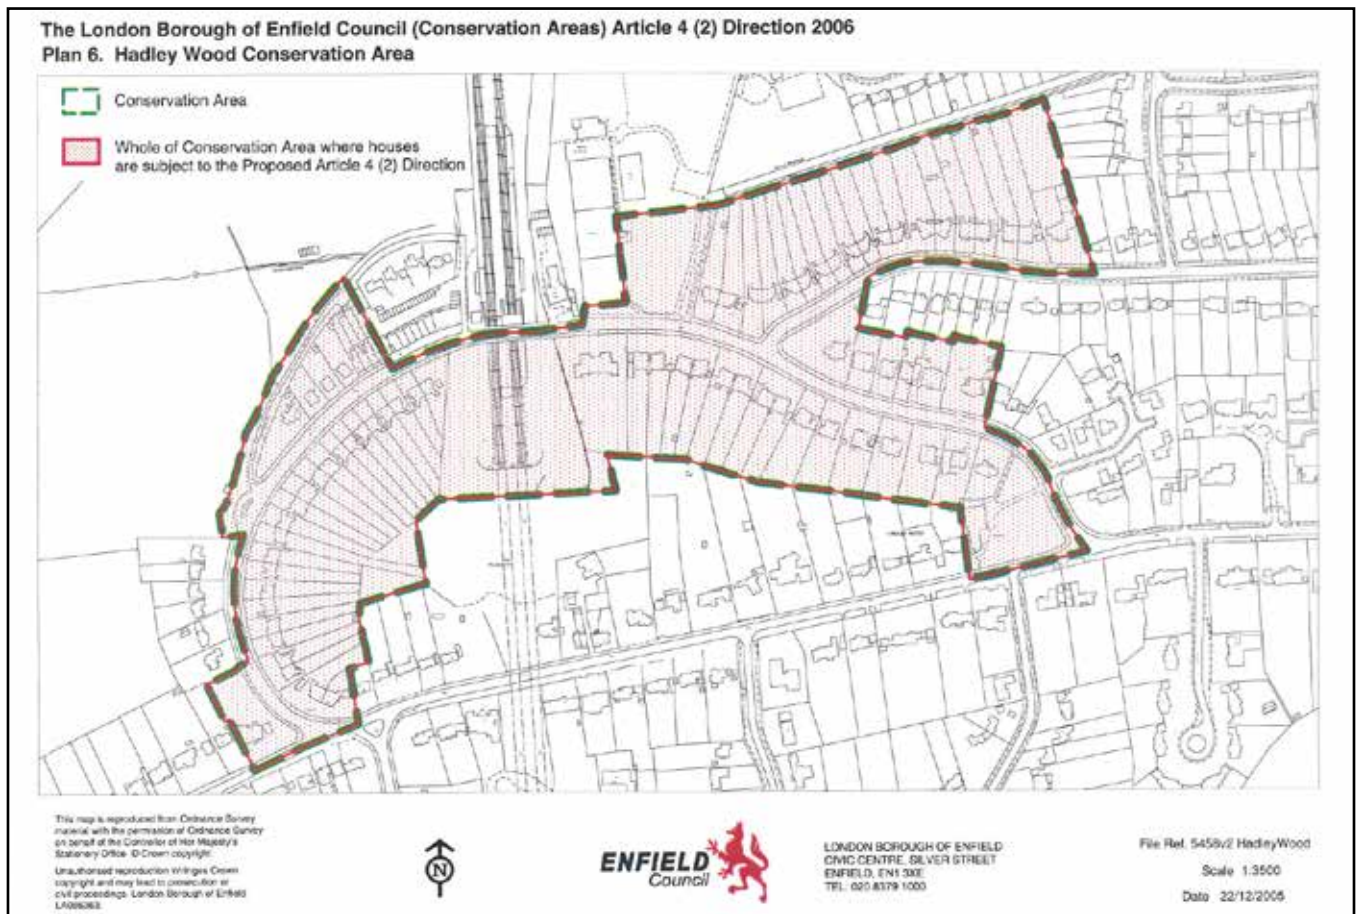 The London Borough of Enfield Council (Conservation Areas) Article 4 (2) Direction 2006
Plan 6. Hadley Wood Conservation Area
Conservation Area
Whole of Conservation Area where houses
are subject to the Proposed Article 4 (2) Direction
This map is reproduced from Ordnance Survey
material with the permission of Ordnance Survey
on behalf of the Controller of Her Majesty's
Stationery Office © Crown copyright.
Unauthorised reproduction infringes Crown
copyright and may lead to prosecution or
civil proceedings. London Borough of Enfield
N
ENFIELD
Council
LONDON BOROUGH OF ENFIELD
CIVIC CENTRE, SILVER STREET
ENFIELD, EN1 3XE
TEL: 020 8379 1000
File Ref. 5458v2 HadleyWood
Scale 1:3500
Date 22/12/2005